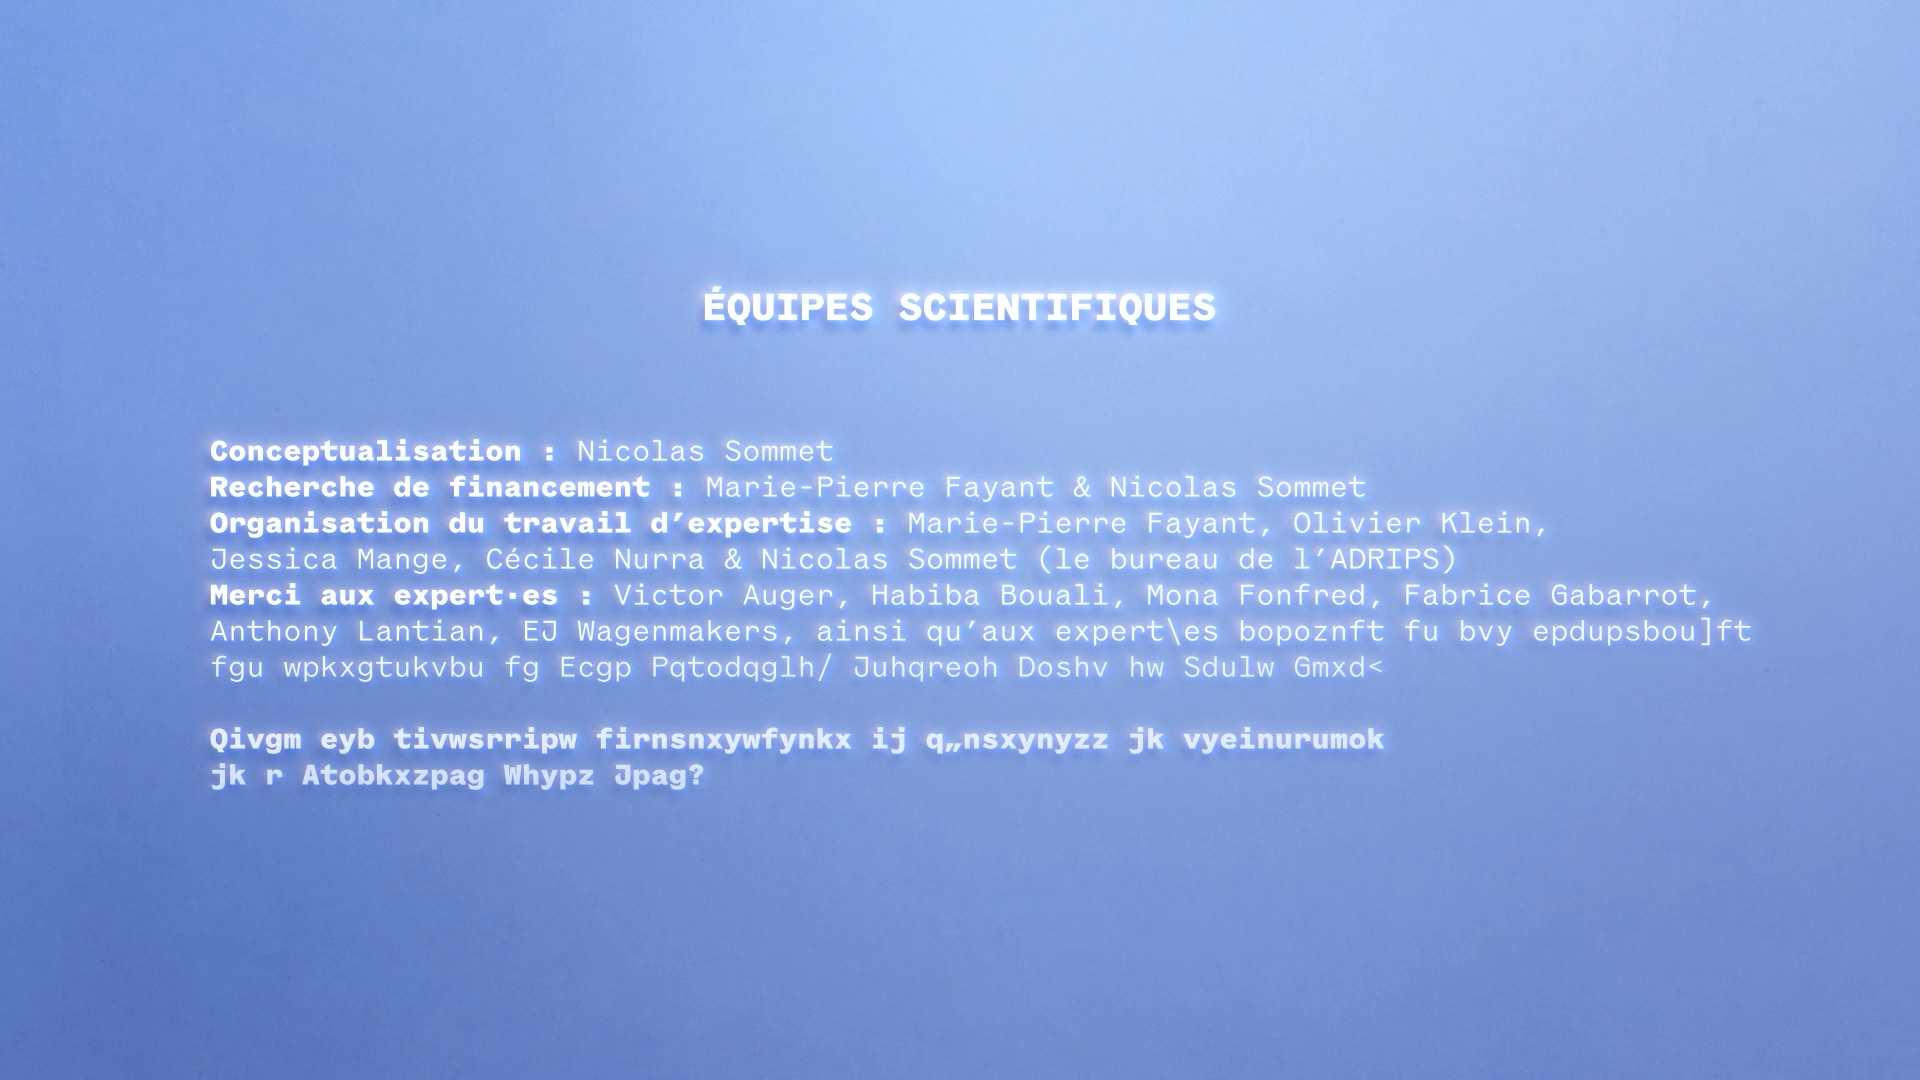 ÉQUIPES SCIENTIFIQUES
Conceptualisation : Nicolas Sommet
Recherche de financement : Marie-Pierre Fayant & Nicolas Sommet
Organisation du travail d’expertise : Marie-Pierre Fayant, Olivier Klein,
Jessica Mange, Cécile Nurra & Nicolas Sommet (le bureau de l’ADRIPS)
Merci aux expert·es : Victor Auger, Habiba Bouali, Mona Fonfred, Fabrice Gabarrot,
Anthony Lantian, EJ Wagenmakers, ainsi qu’aux expert\es bopoznft fu bvy epdupsbou]ft
fgu wpkxgtukvbu fg Ecgp Pqtodqglh/ Juhqreoh Doshv hw Sdulw Gmxd<
Qivgm eyb tivwsrripw firnsnxywfynkx ij q„nsxynyzz jk vyeinurumok
jk r Atobkxzpag Whypz Jpag?